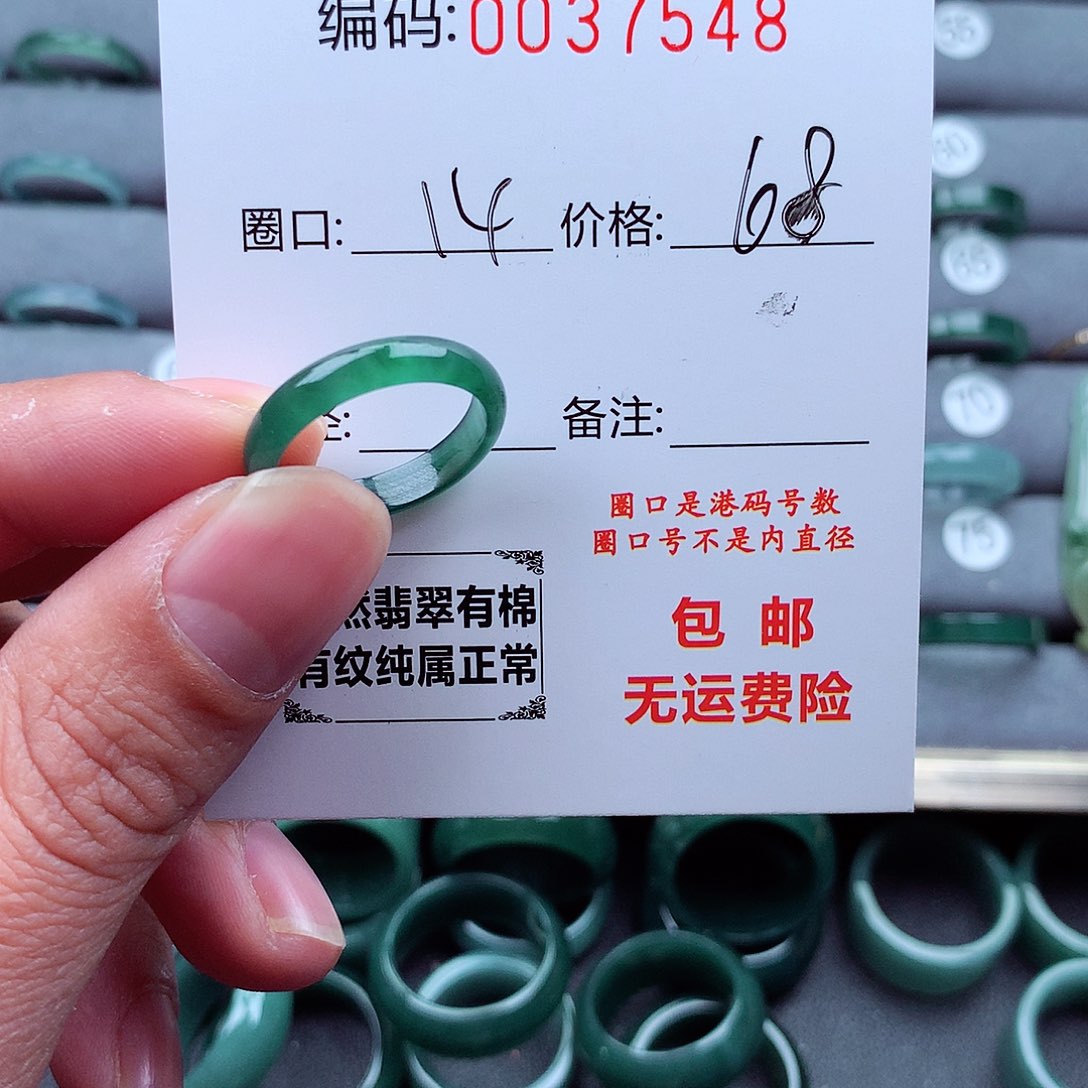 编码:0037548
圈口: 14 价格: 68
备注:
圈口是港码号数
圈口号不是内直径
翡翠有棉
有纹纯属正常
包 邮
无运费险
55
65
70
75